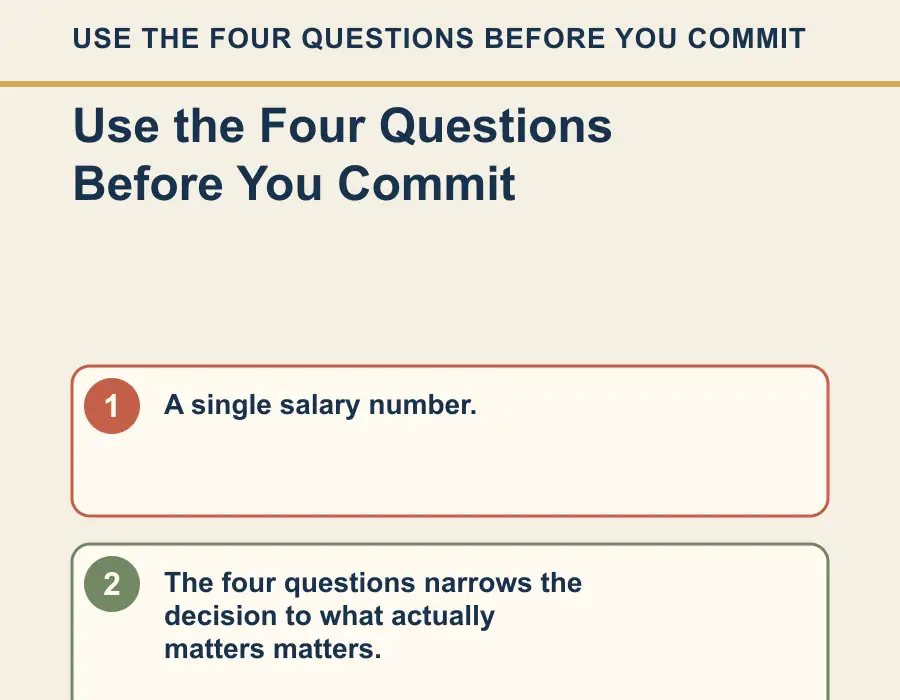 USE THE FOUR QUESTIONS BEFORE YOU COMMIT
Use the Four Questions
Before You Commit
1
A single salary number.
2
The four questions narrows the
decision to what actually
matters matters.